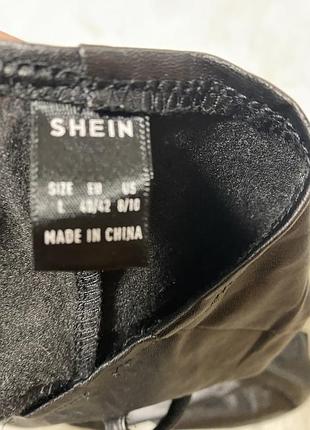 SHEIN
SIZE EU US
L 40/42 8/10
MADE IN CHINA